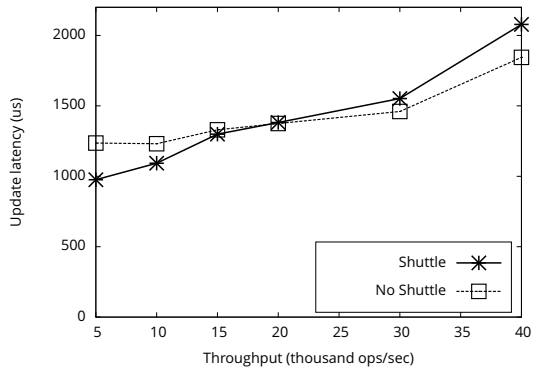 2000
1500
1000
500
0
Update latency (us)
Shuttle
No Shuttle
5 10 15 20 25 30 35 40
Throughput (thousand ops/sec)